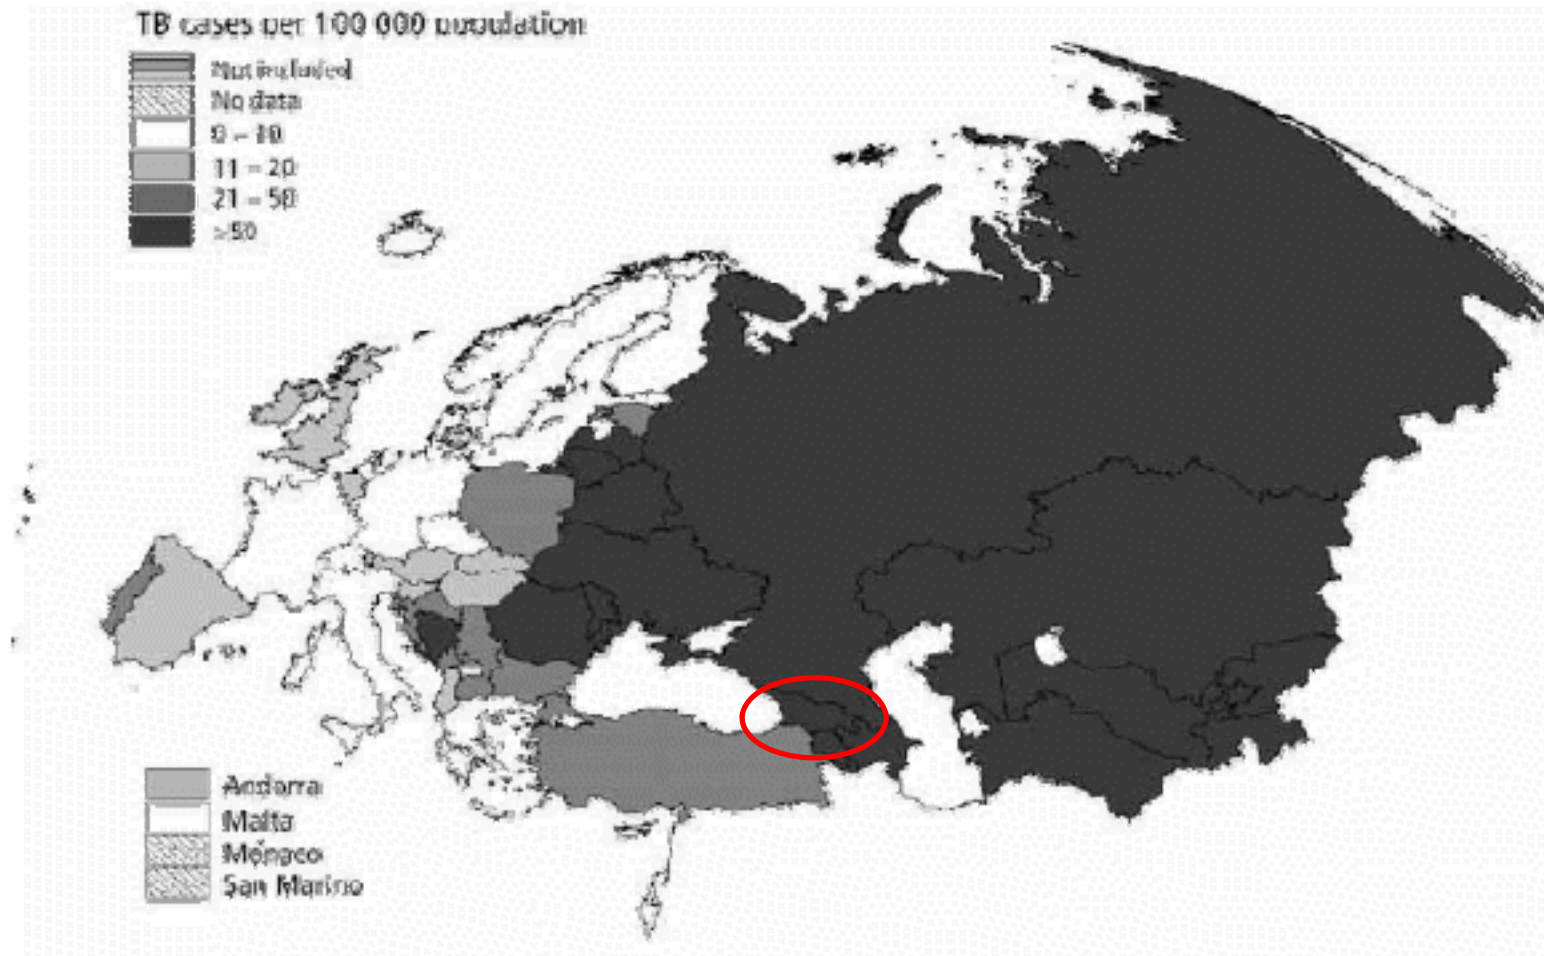 TB cases per 100 000 population
Not included
No data
0 – 10
11 – 20
21 – 50
>50
Andorra
Malta
Monaco
San Marino